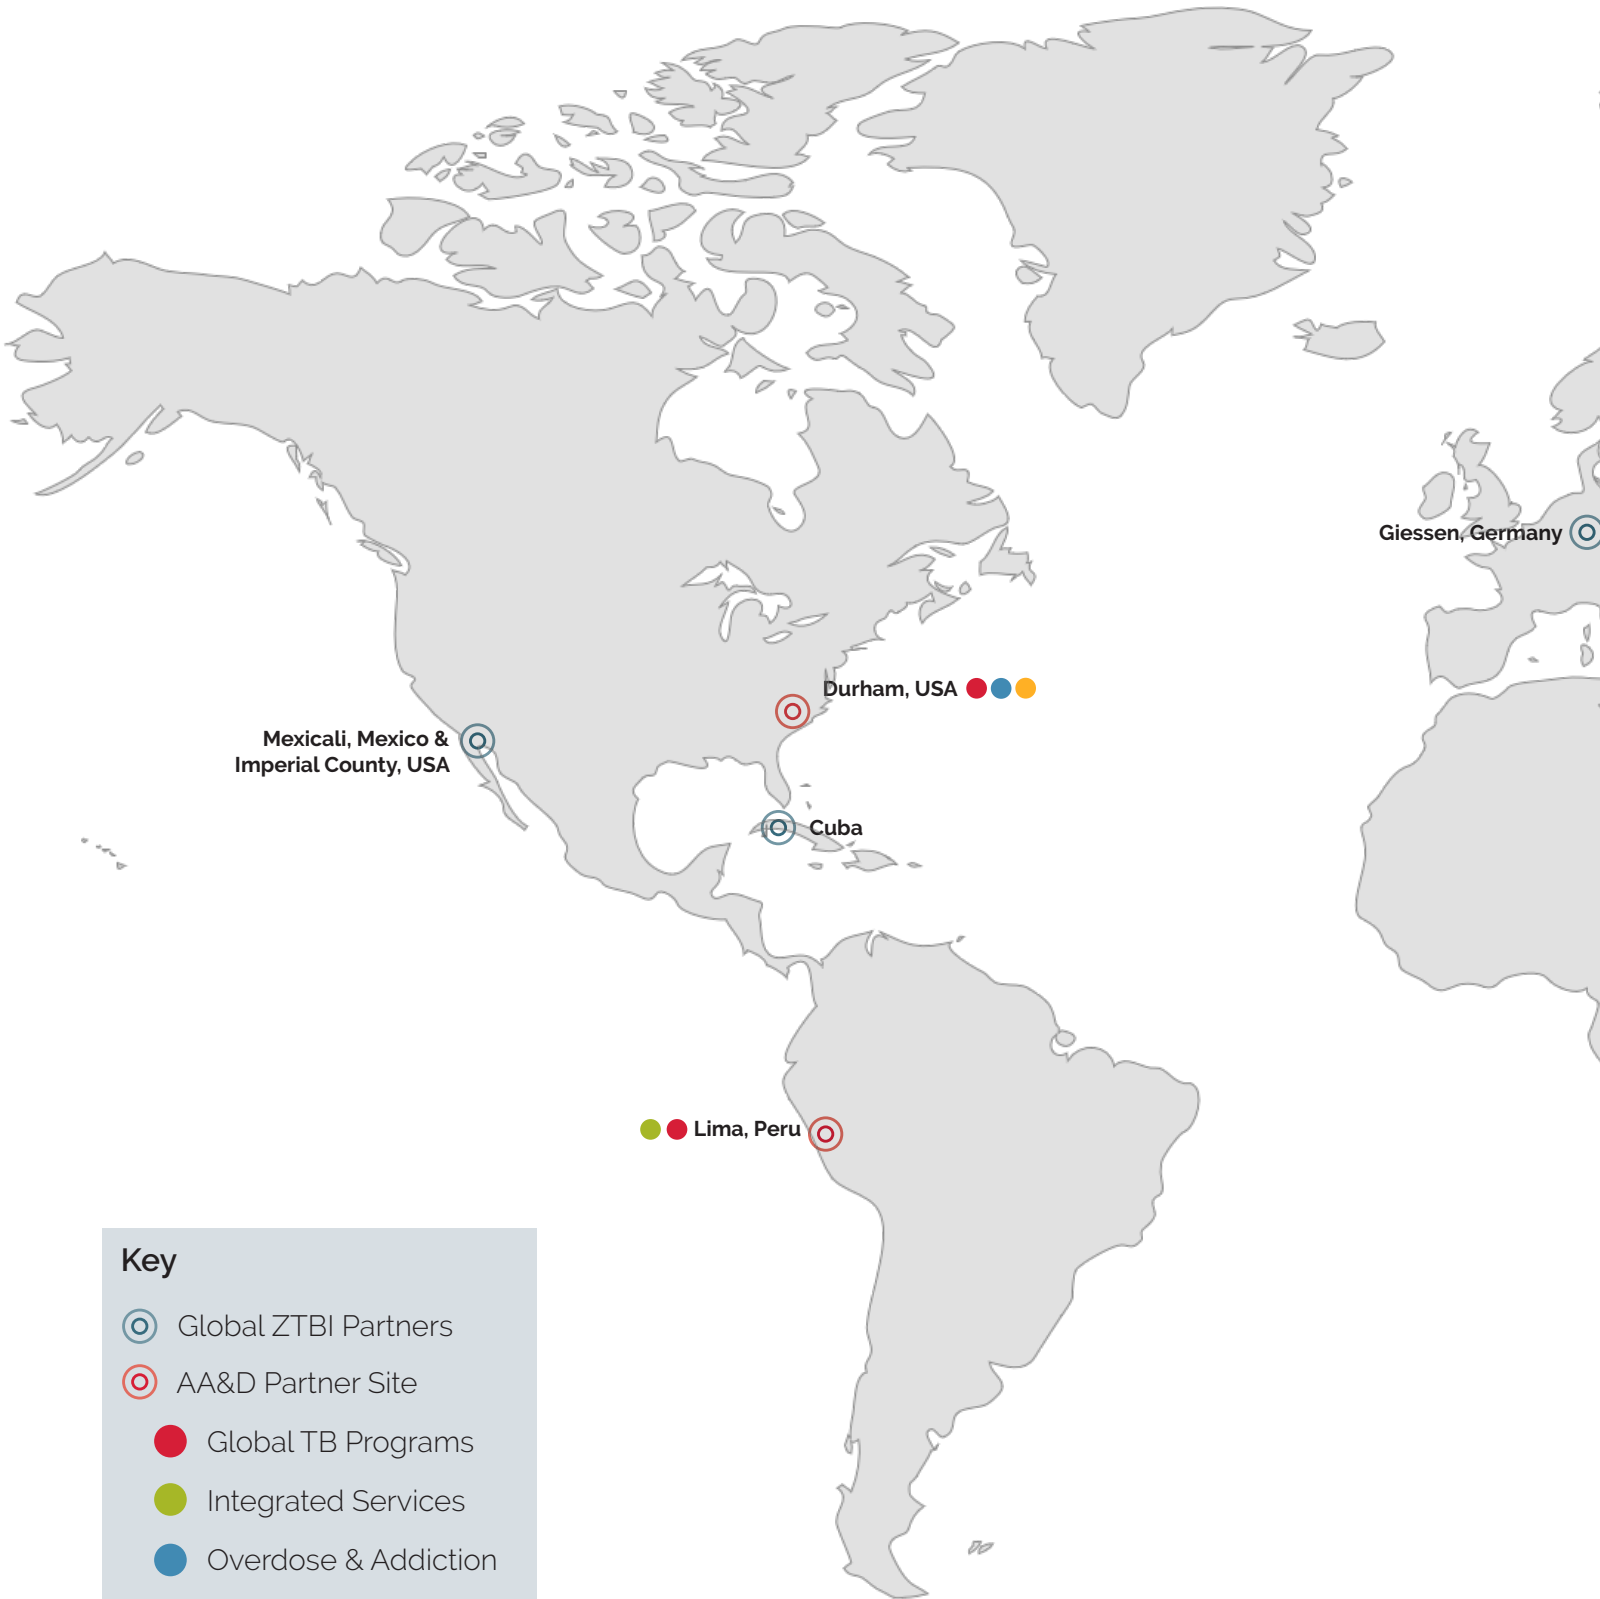 Giessen, Germany
Durham, USA
Mexicali, Mexico &
Imperial County, USA
Cuba
Lima, Peru
Key
Global ZTBI Partners
AA&D Partner Site
Global TB Programs
Integrated Services
Overdose & Addiction